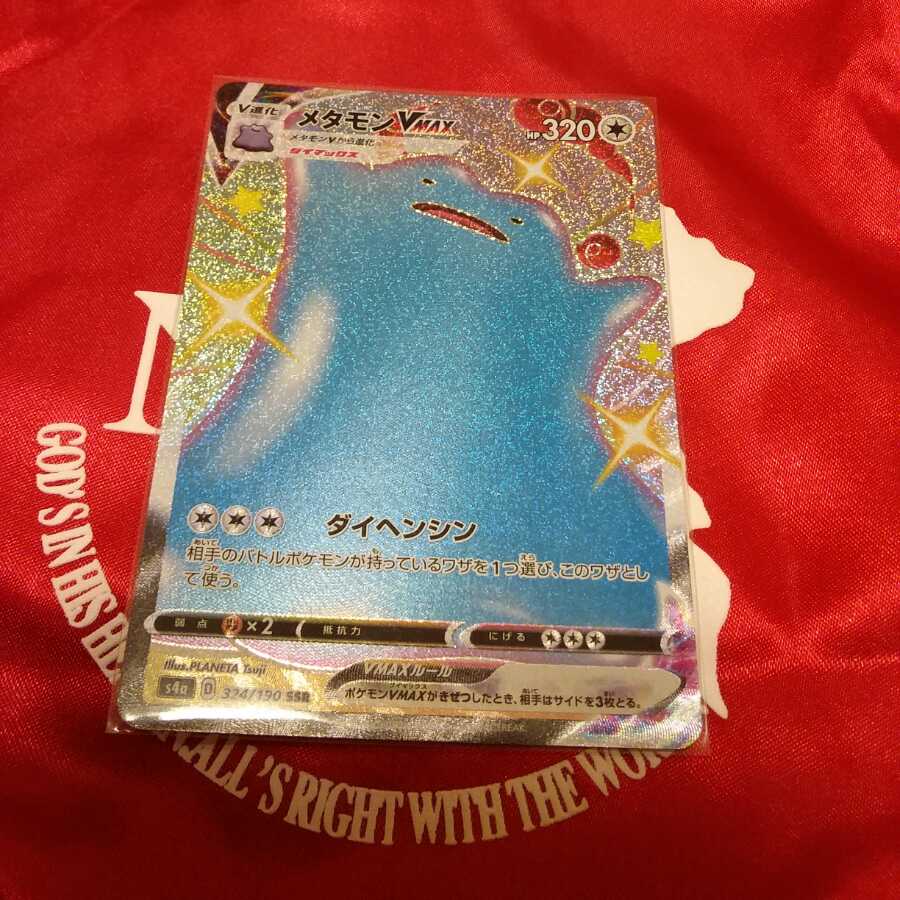 V進化
メタモンVMAX
HP320
メタモンVから進化
ダイマックス
ダイヘンシン
相手のバトルポケモンが持っているワザを1つ選び、このワザとし
て使う。
弱点 ×2 抵抗力 にげる
Illus.PLANETA Tsuji
VMAXルール
s4a D 324/190 SSR
ポケモンVMAXがきぜつしたとき、相手はサイドを3枚とる。
N
GOD'S IN HIS
ALL'S RIGHT WITH THE